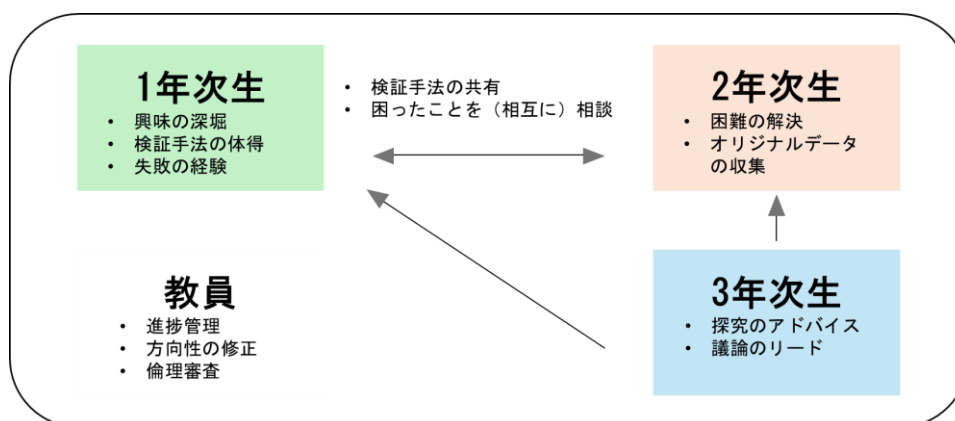 1年次生
• 興味の深堀
• 検証手法の体得
• 失敗の経験
• 検証手法の共有
• 困ったことを（相互に）相談
2年次生
• 困難の解決
• オリジナルデータ
の収集
教員
• 進捗管理
• 方向性の修正
• 倫理審査
3年次生
• 探究のアドバイス
• 議論のリード